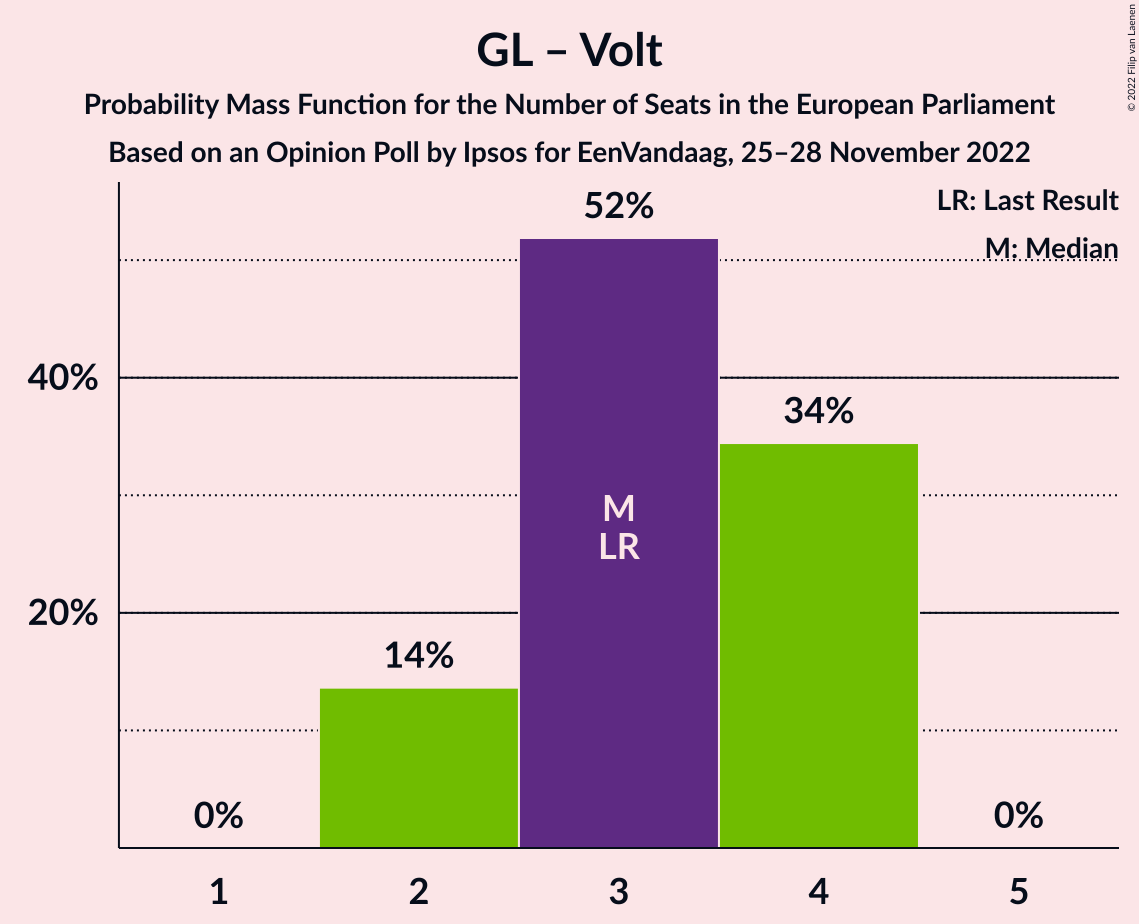 GL – Volt
Probability Mass Function for the Number of Seats in the European Parliament
Based on an Opinion Poll by Ipsos for EenVandaag, 25–28 November 2022
© 2022 Filip van Laenen
LR: Last Result
M: Median
52%
40%
34%
M
LR
20%
14%
0%
0%
1
2
3
4
5